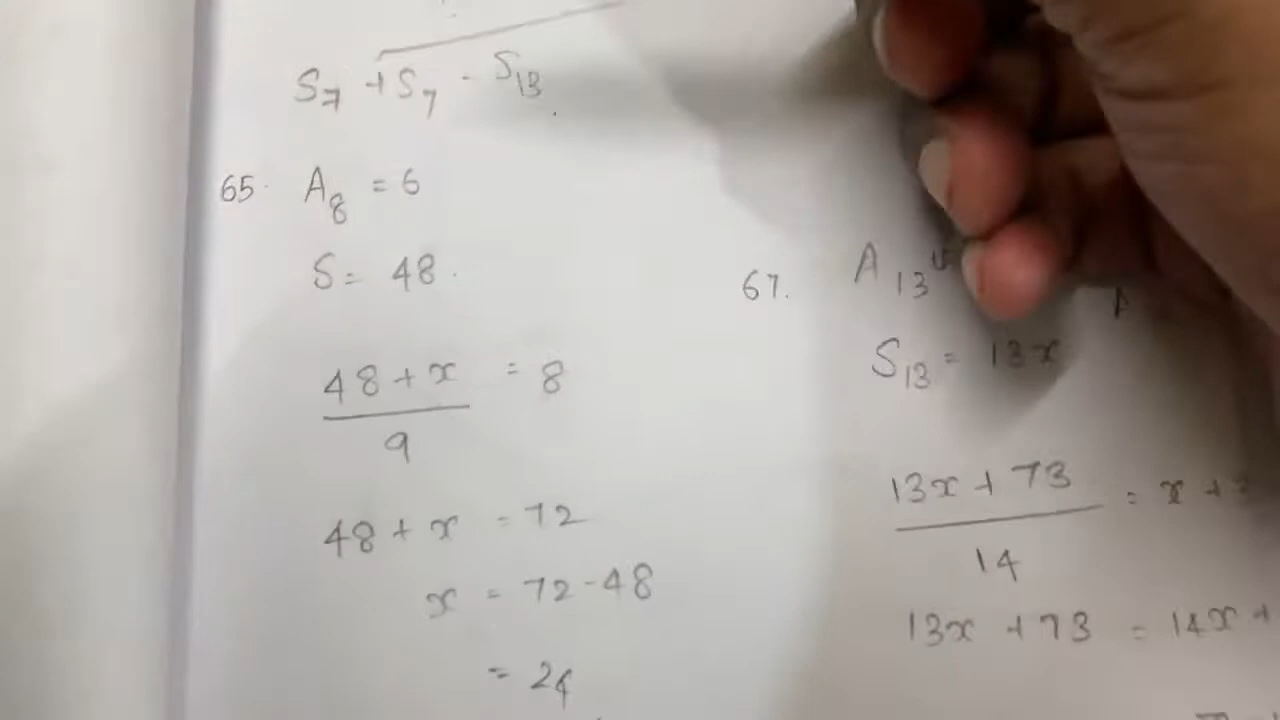 S₇ + S₇ - S₁₃
65. A₈ = 6
S = 48.
48 + x = 8
9
48 + x = 72
x = 72 - 48
= 24
67. A₁₃
S₁₃ = 13x
13x + 73 = x +
14
13x + 73 = 14x +